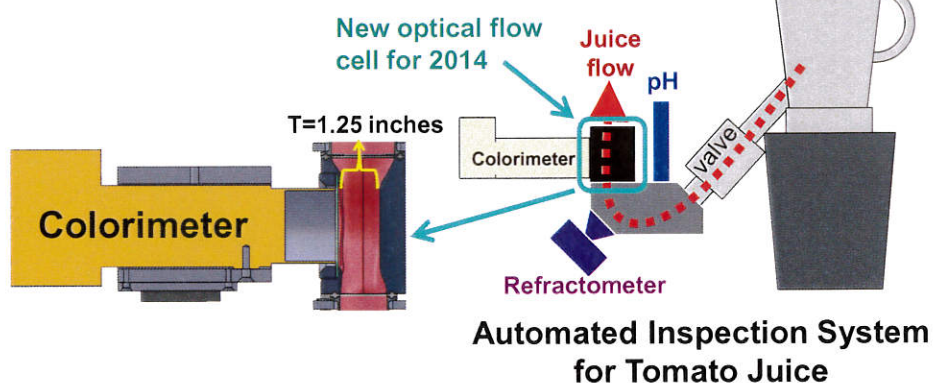 New optical flow
cell for 2014
Juice
flow
pH
T=1.25 inches
Colorimeter
valve
Colorimeter
Refractometer
Automated Inspection System
for Tomato Juice